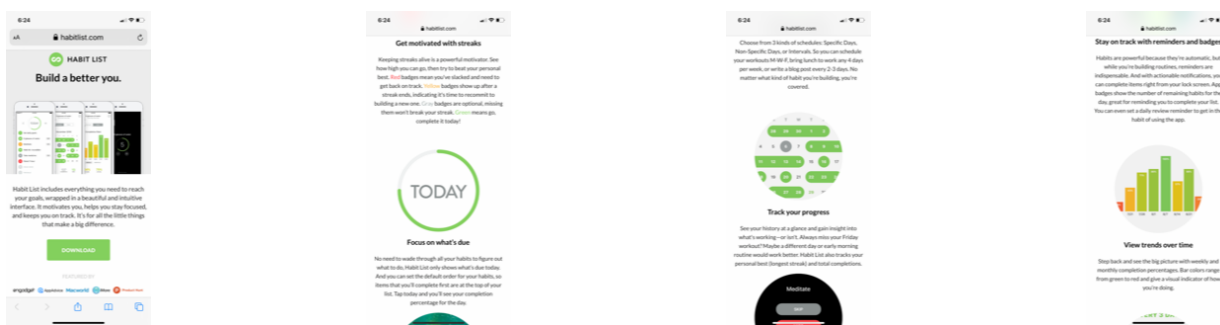 6:24
AA habitlist.com
HABIT LIST
Build a better you.
Habit List includes everything you need to reach
your goals, wrapped in a beautiful and intuitive
interface. It motivates you, helps you stay focused,
and keeps you on track. It's for all the little things
that make a big difference.
DOWNLOAD
FEATURED BY
engadget AppAdvice Macworld iMore Product Hunt
6:24
habitlist.com
Get motivated with streaks
Keeping streaks alive is a powerful motivator. See
how high you can go, then try to beat your personal
best. Red badges mean you've slacked and need to
get back on track. Yellow badges show up after a
streak ends, indicating it's time to recommit to
building a new one. Gray badges are optional, missing
them won't break your streak. Green means go,
complete it today!
TODAY
Focus on what's due
No need to wade through all your habits to figure out
what to do, Habit List only shows what's due today.
And you can set the default order for your habits, so
items that you'll complete first are at the top of your
list. Tap today and you'll see your completion
percentage for the day.
6:24
habitlist.com
Choose from 3 kinds of schedules: Specific Days,
Non-Specific Days, or Intervals. So you can schedule
your workouts M-W-F, bring lunch to work any 4 days
per week, or write a blog post every 2-3 days. No
matter what kind of habit you're building, you're
covered.
Track your progress
See your history at a glance and gain insight into
what's working—or isn't. Always miss your Friday
workout? Maybe a different day or early morning
routine would work better. Habit List also tracks your
personal best (longest streak) and total completions.
Meditate
6:24
habitlist.com
Stay on track with reminders and badges
Habits are powerful because they're automatic, but
while you're building routines, reminders are
indispensable. And with actionable notifications, you
can complete items right from your lock screen. App
badges show the number of remaining habits for the
day, great for reminding you to complete your list.
You can even set a daily review reminder to get in the
habit of using the app.
View trends over time
Step back and see the big picture with weekly and
monthly completion percentages. Bar colors range
from green to red and give a visual indicator of how
you're doing.